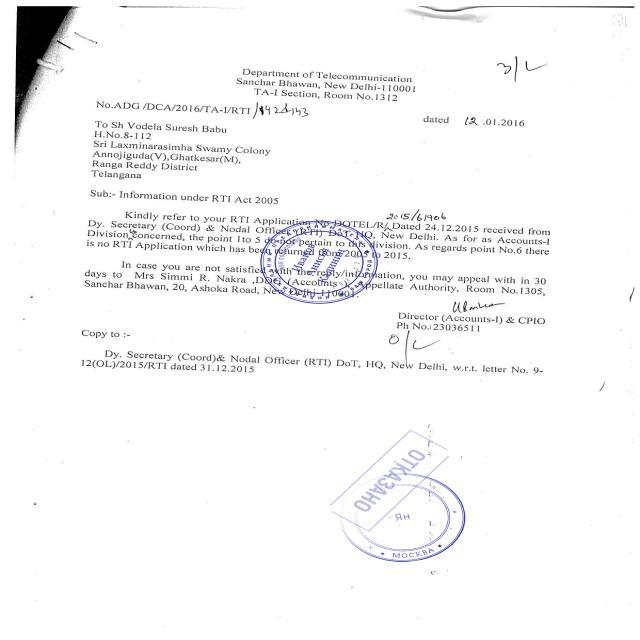 3/L
Department of Telecommunication
Sanchar Bhawan, New Delhi-110001
TA-I Section, Room No.1312
No.ADG /DCA/2016/TA-I/RTI
dated 12 .01.2016
To Sh Vodela Suresh Babu
H.No.8-112
Sri Laxminarasimha Swamy Colony
Annojiguda(V),Ghatkesar(M),
Ranga Reddy District
Telangana
Sub:- Information under RTI Act 2005
2015/61906
Kindly refer to your RTI Application No.DOTEL/R/ Dated 24.12.2015 received from
Dy. Secretary (Coord) & Nodal Officer (RTI) DoT HQ, New Delhi. As for as Accounts-I
Division concerned, the point 1to 5 do not pertain to this division. As regards point No.6 there
is no RTI Application which has been returned from 2005 to 2015.
In case you are not satisfied with the reply/information, you may appeal with in 30
days to Mrs Simmi R. Nakra ,DDG (Accounts), Appellate Authority, Room No.1305,
Sanchar Bhawan, 20, Ashoka Road, New Delhi-110001.
Director (Accounts-I) & CPIO
Ph No.:23036511
O/L
Copy to :-
Dy. Secretary (Coord)& Nodal Officer (RTI) DoT, HQ, New Delhi, w.r.t. letter No. 9-
12(OL)/2015/RTI dated 31.12.2015
ОТКАЗАНО
ЯН
МОСКВА